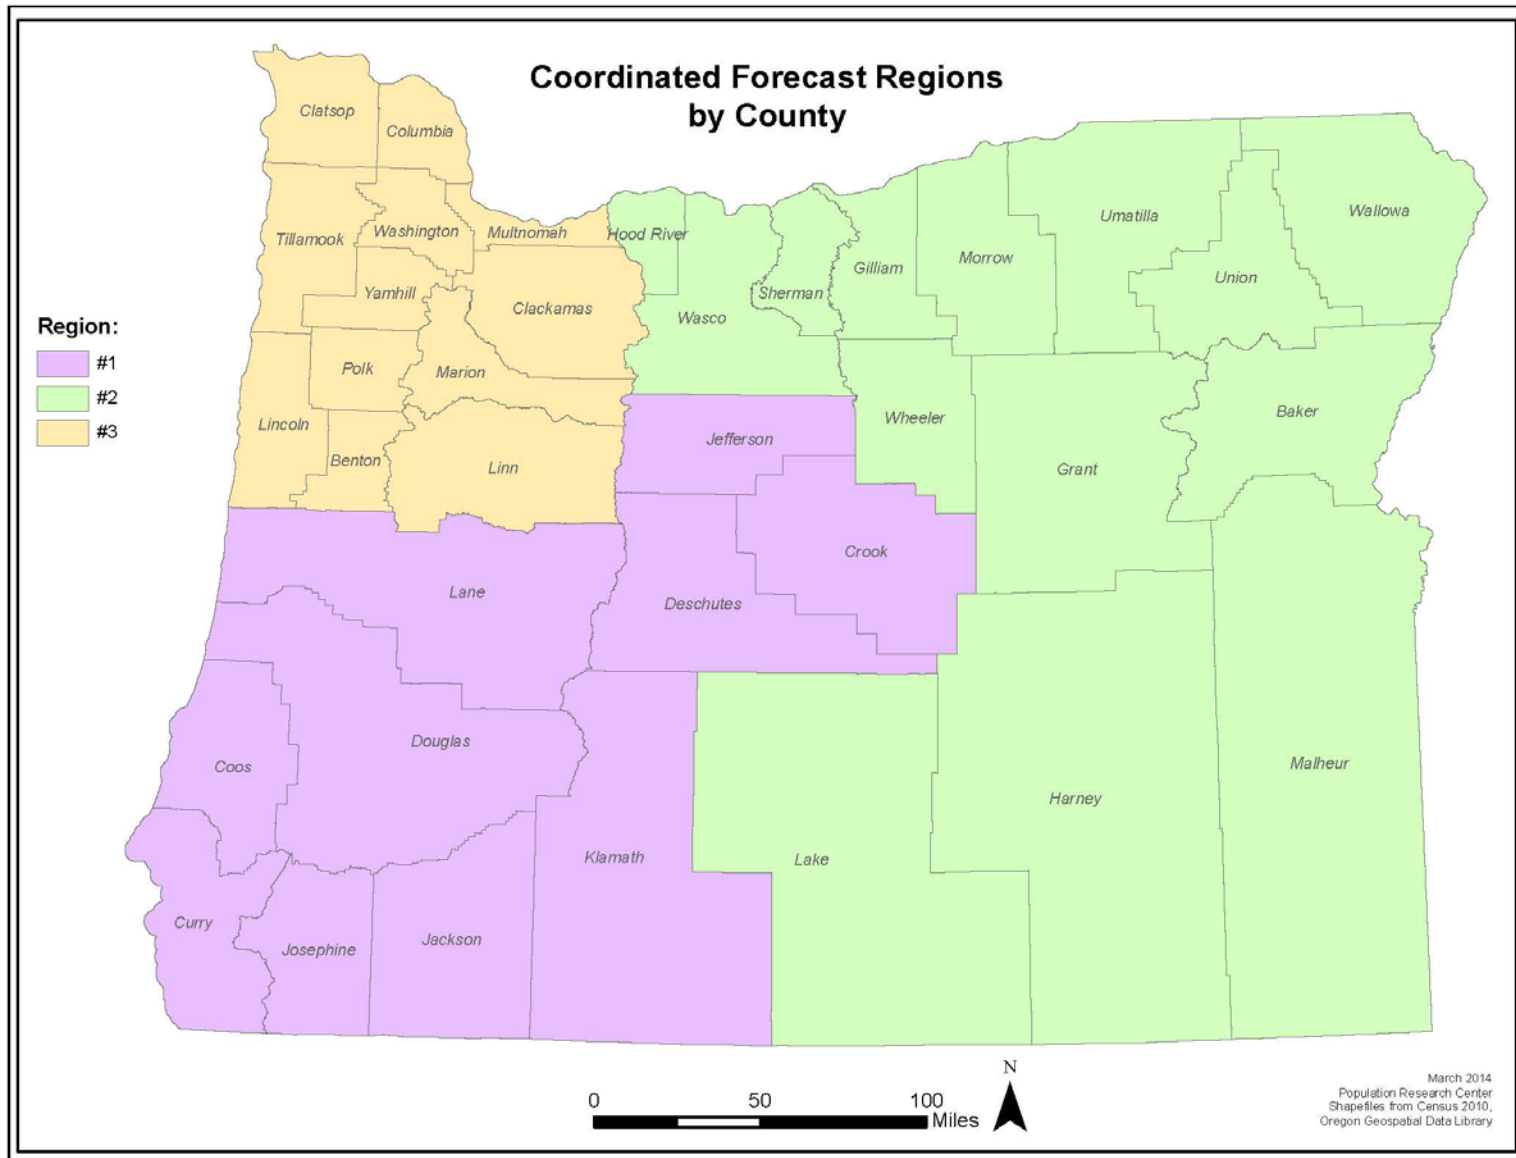 Coordinated Forecast Regions
by County
Clatsop
Columbia
Tillamook
Washington
Multnomah
Hood River
Yamhill
Clackamas
Wasco
Sherman
Gilliam
Morrow
Umatilla
Union
Wallowa
Region:
#1
#2
#3
Polk
Marion
Lincoln
Benton
Linn
Jefferson
Wheeler
Grant
Baker
Lane
Deschutes
Crook
Coos
Douglas
Klamath
Lake
Harney
Malheur
Curry
Josephine
Jackson
N
0 50 100
Miles
March 2014
Population Research Center
Shapefiles from Census 2010,
Oregon Geospatial Data Library